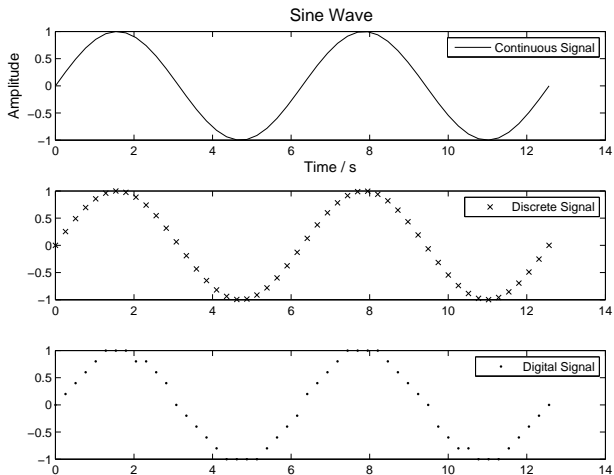 Sine Wave
1
0.5
0
−0.5
−1
Amplitude
Continuous Signal
0 2 4 6 8 10 12 14
Time / s
1
0.5
0
−0.5
−1
Discrete Signal
0 2 4 6 8 10 12 14
1
0.5
0
−0.5
−1
Digital Signal
0 2 4 6 8 10 12 14